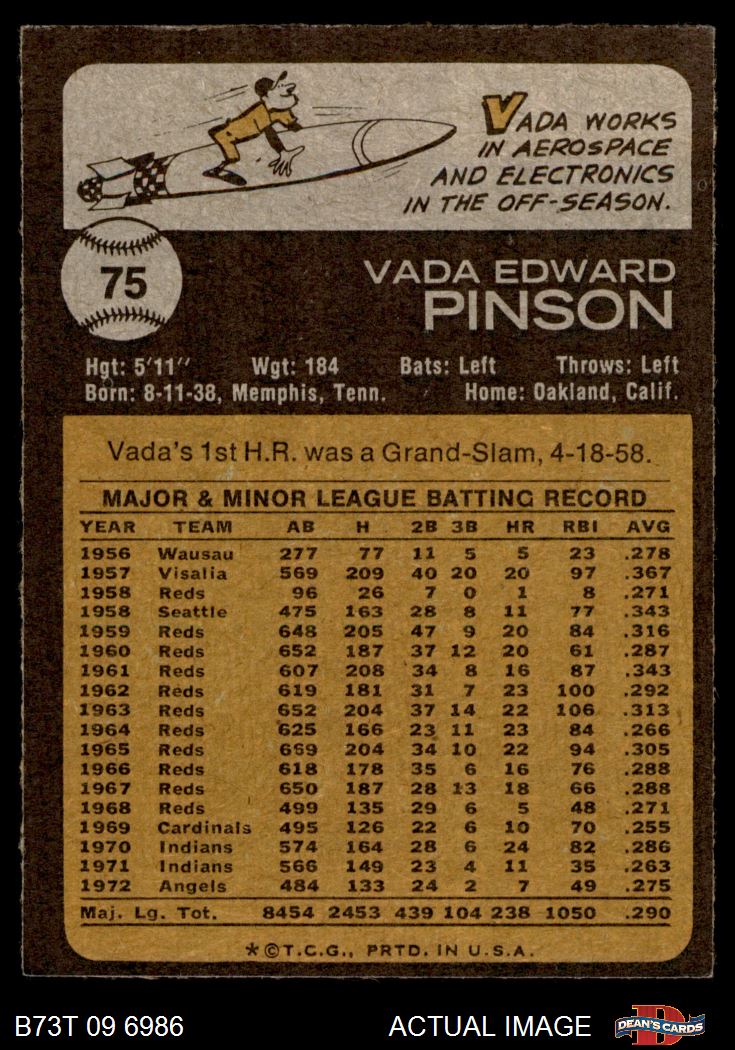 VADA WORKS
IN AEROSPACE
AND ELECTRONICS
IN THE OFF-SEASON.
75
VADA EDWARD
PINSON
Hgt: 5'11" Wgt: 184 Bats: Left Throws: Left
Born: 8-11-38, Memphis, Tenn. Home: Oakland, Calif.
Vada's 1st H.R. was a Grand-Slam, 4-18-58.
MAJOR & MINOR LEAGUE BATTING RECORD
YEAR TEAM AB H 2B 3B HR RBI AVG
1956 Wausau 277 77 11 5 5 23 .278
1957 Visalia 569 209 40 20 20 97 .367
1958 Reds 96 26 7 0 1 8 .271
1958 Seattle 475 163 28 8 11 77 .343
1959 Reds 648 205 47 9 20 84 .316
1960 Reds 652 187 37 12 20 61 .287
1961 Reds 607 208 34 8 16 87 .343
1962 Reds 619 181 31 7 23 100 .292
1963 Reds 652 204 37 14 22 106 .313
1964 Reds 625 166 23 11 23 84 .266
1965 Reds 669 204 34 10 22 94 .305
1966 Reds 618 178 35 6 16 76 .288
1967 Reds 650 187 28 13 18 66 .288
1968 Reds 499 135 29 6 5 48 .271
1969 Cardinals 495 126 22 6 10 70 .255
1970 Indians 574 164 28 6 24 82 .286
1971 Indians 566 149 23 4 11 35 .263
1972 Angels 484 133 24 2 7 49 .275
Maj. Lg. Tot. 8454 2453 439 104 238 1050 .290
*©T.C.G., PRTD. IN U.S.A.
B73T 09 6986 ACTUAL IMAGE DEAN'S CARDS